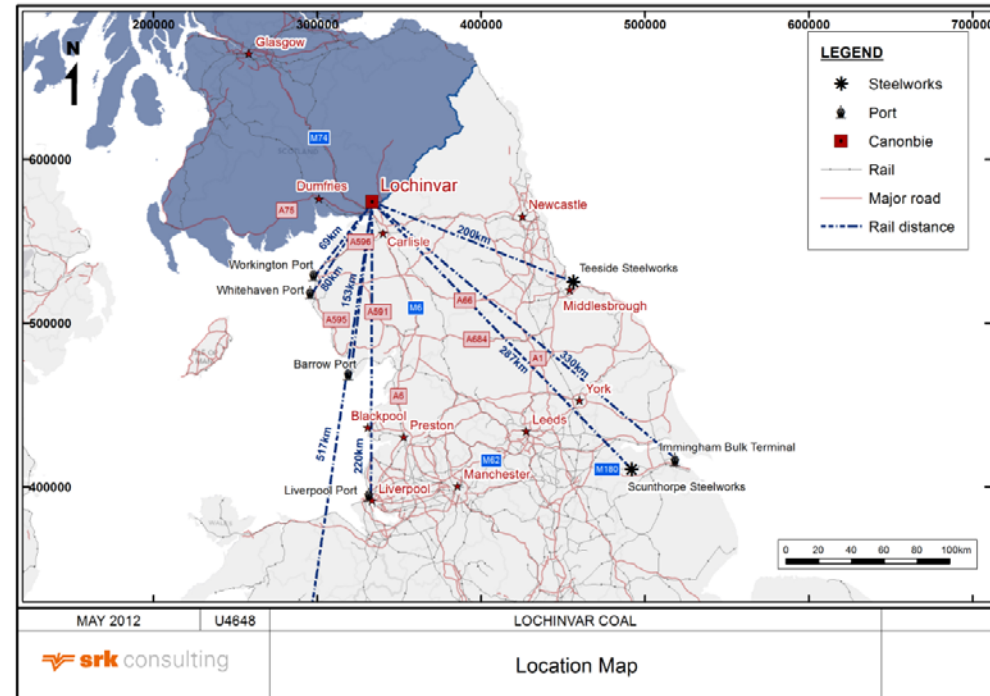 200000
300000
400000
500000
600000
70000
N
Glasgow
LEGEND
Steelworks
Port
Canonbie
Rail
Major road
Rail distance
M74
SCOTLAND
600000
Dumfries
Lochinvar
A75
Newcastle
69km
A596
Carlisle
200km
Workington Port
80km
Teeside Steelworks
Whitehaven Port
153km
Middlesbrough
500000
A595
A591
M6
A66
A684
A1
287km
330km
Barrow Port
York
A6
Blackpool
Preston
Leeds
517km
220km
Immingham Bulk Terminal
M62
M180
Manchester
Scunthorpe Steelworks
400000
Liverpool Port
Liverpool
WALES
0 20 40 60 80 100km
MAY 2012
U4648
LOCHINVAR COAL
srk consulting
Location Map